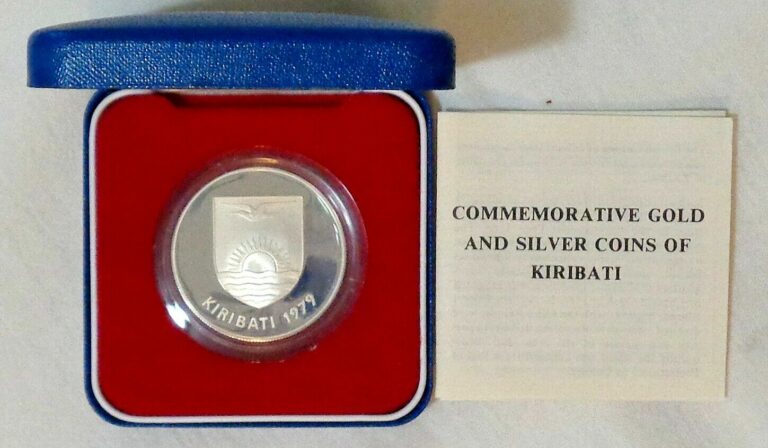 KIRIBATI 1979
COMMEMORATIVE GOLD
AND SILVER COINS OF
KIRIBATI